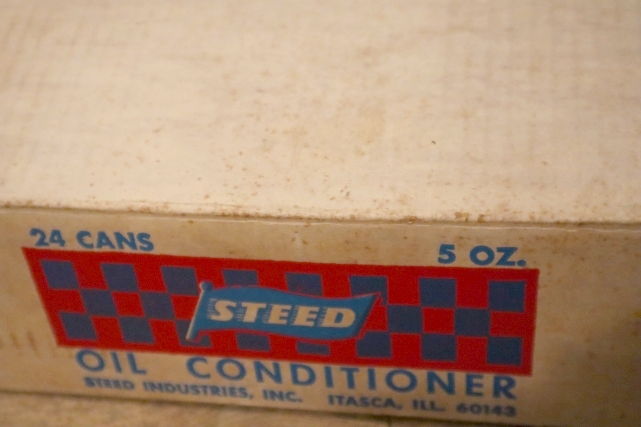 24 CANS 5 OZ.
STEED
OIL CONDITIONER
STEED INDUSTRIES, INC. ITASCA, ILL. 60143